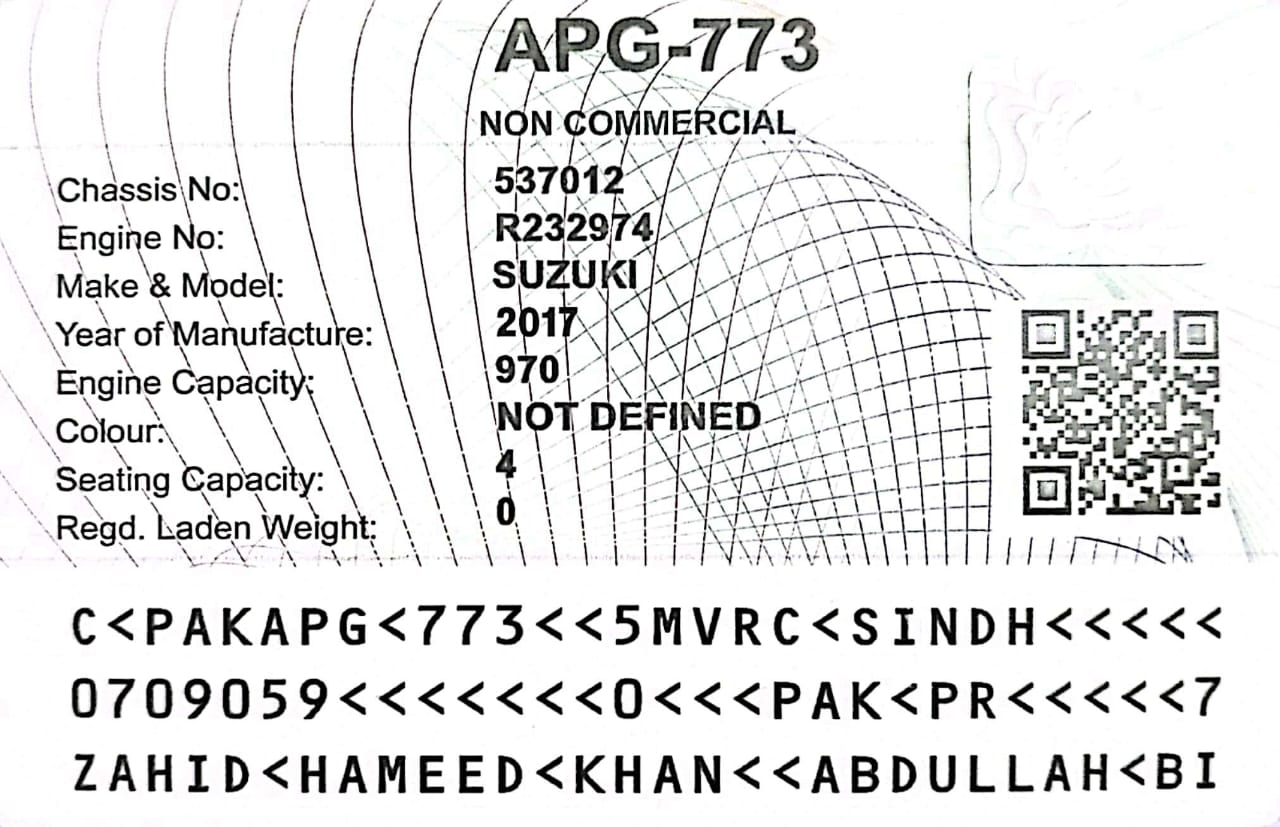 APG-773
NON COMMERCIAL
Chassis No: 537012
Engine No: R232974
Make & Model: SUZUKI
Year of Manufacture: 2017
Engine Capacity: 970
Colour: NOT DEFINED
Seating Capacity: 4
Regd. Laden Weight: 0
C<PAKAPG<773<<5MVRC<SINDH<<<<<
0709059<<<<<<<0<<<PAK<PR<<<<<7
ZAHID<HAMEED<KHAN<<ABDULLAH<BI